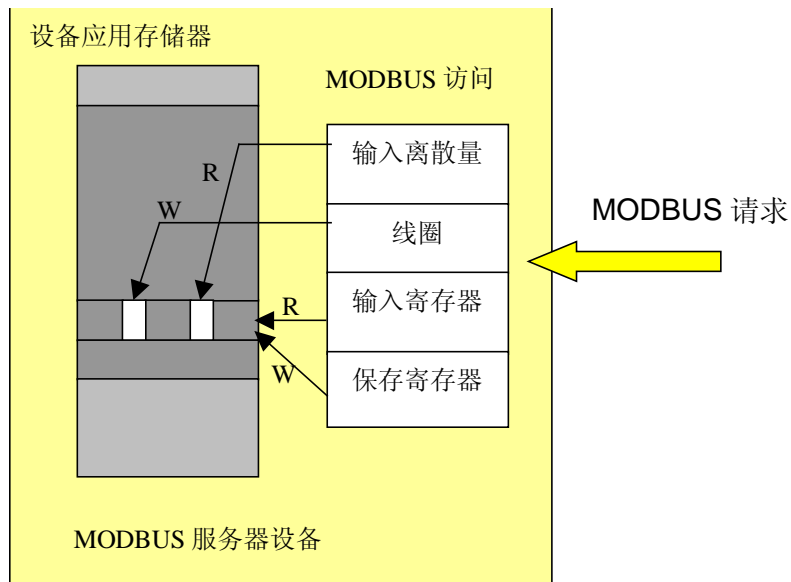 设备应用存储器
MODBUS 访问
输入离散量
R
W
线圈
MODBUS 请求
输入寄存器
R
保存寄存器
W
MODBUS 服务器设备